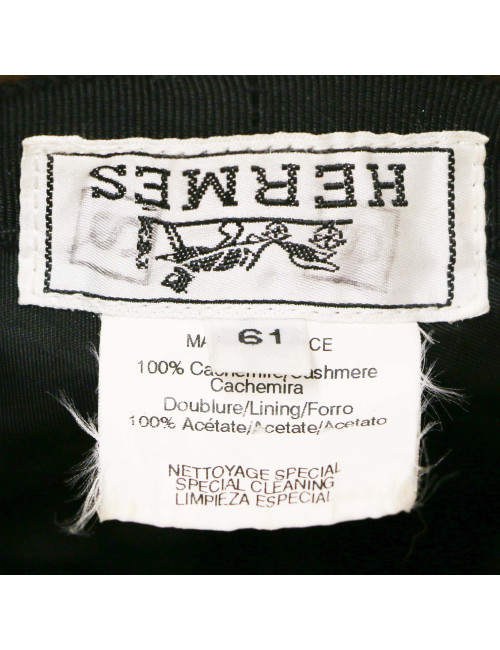 HERMES
MA 61 CE
100% Cachemire/Cashmere
Cachemira
Doublure/Lining/Forro
100% Acétate/Acetate/Acetato
NETTOYAGE SPECIAL
SPECIAL CLEANING
LIMPIEZA ESPECIAL